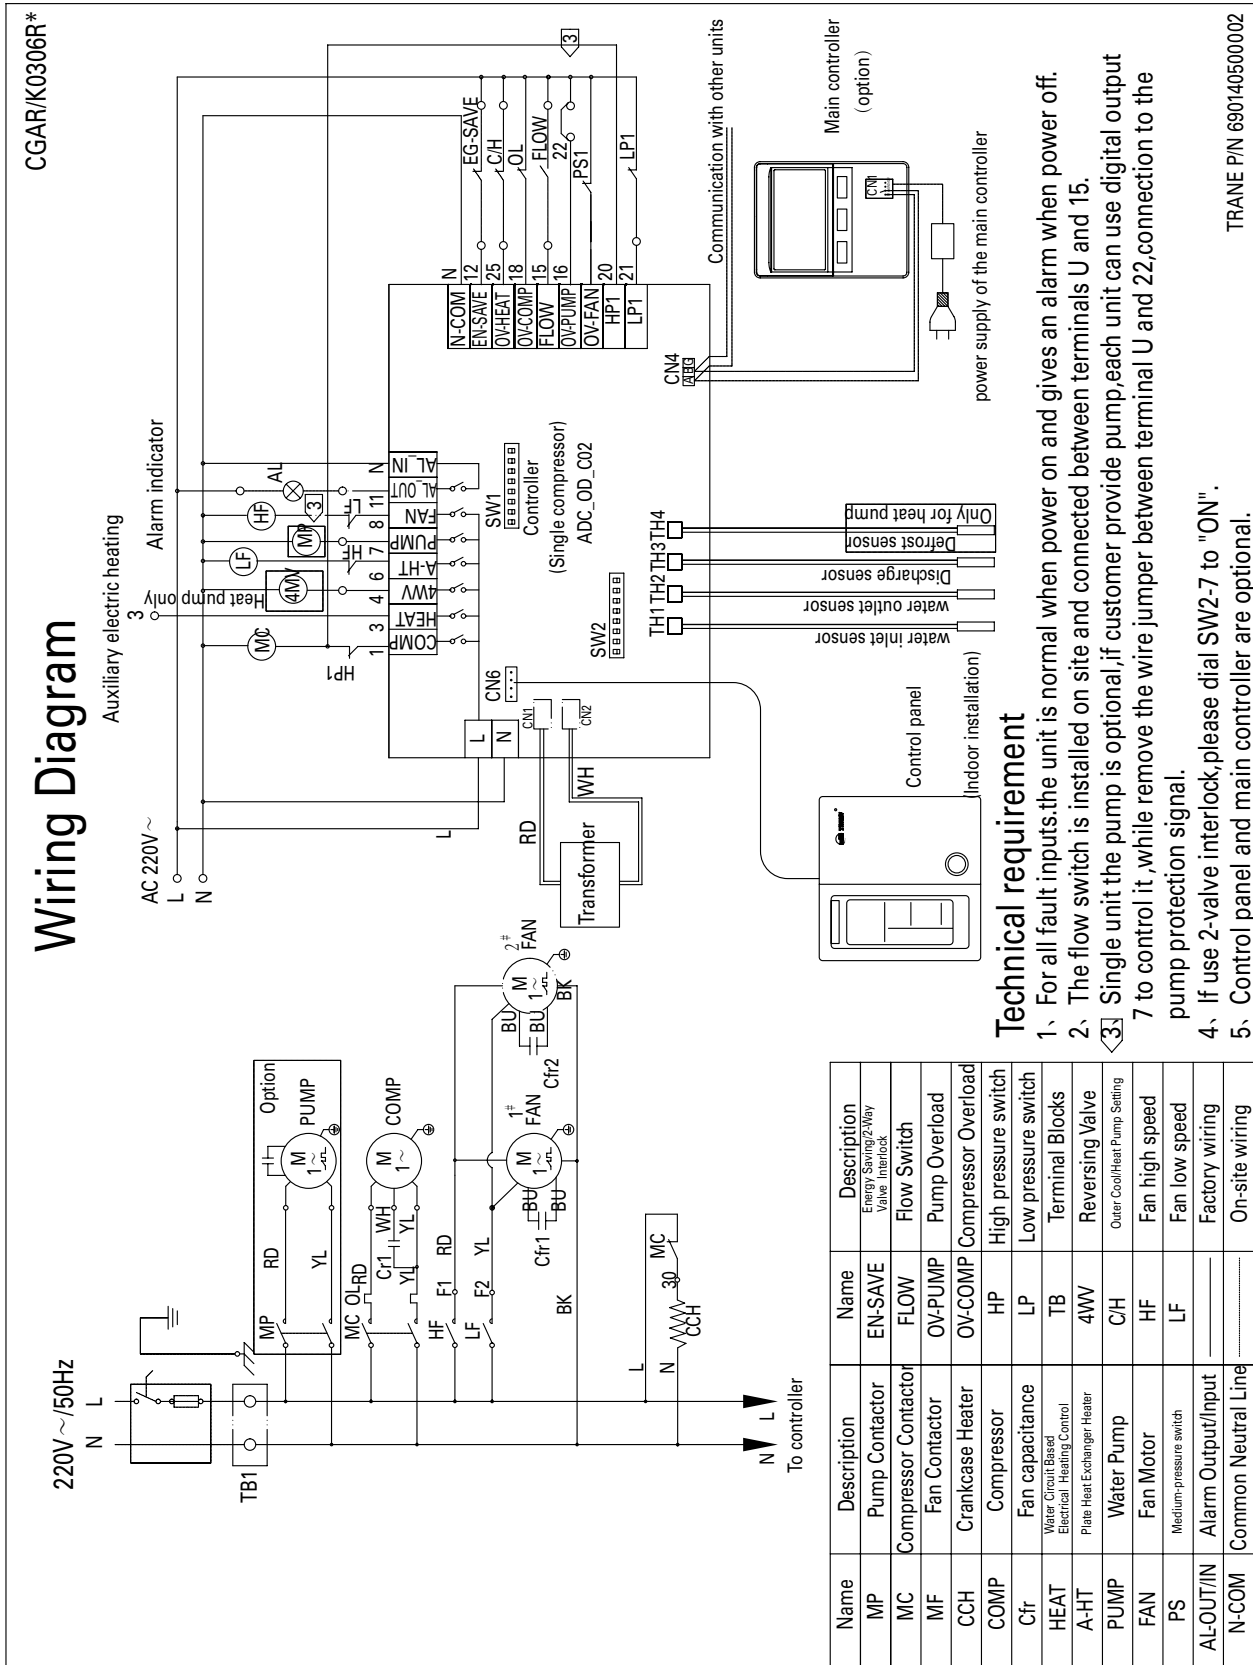 CGAR/K0306R*
Wiring Diagram
220V～/50Hz
N L
TB1
MP
RD
YL
Option
PUMP
M
1～
MC
OL
RD
Cr1
WH
YL
YL
COMP
M
1～
HF
F1
RD
LF
F2
YL
BU
BU
Cfr1
1#
FAN
M
1～
BU
BU
Cfr2
2#
FAN
M
1～
BK
BK
L
N
CCH
30
MC
N L
To controller
AC 220V～
L
N
Auxiliary electric heating
3
Alarm indicator
Heat pump only
HP1
MC
4MV
LF
HF
MP
3
HF
LF
AL
1 3 4 6 7 8 11 N
COMP
HEAT
4WV
A-HT
PUMP
FAN
AL_OUT
AL_IN
L
L
N
CN6
CN1
CN2
RD
WH
Transformer
SW1
Controller
(Single compressor)
ADC_OD_C02
SW2
TH1 TH2 TH3 TH4
water inlet sensor
water outlet sensor
Discharge sensor
Defrost sensor
Only for heat pump
N-COM N
EN-SAVE 12 EG-SAVE
OV-HEAT 25 C/H
OV-COMP 18 OL
FLOW 15 FLOW
OV-PUMP 16 22
OV-FAN PS1
HP1 20
LP1 21 LP1
3
CN4
Communication with other units
Main controller
(option)
CN1
power supply of the main controller
Control panel
(Indoor installation)
Technical requirement
1、For all fault inputs.the unit is normal when power on and gives an alarm when power off.
2、The flow switch is installed on site and connected between terminals U and 15.
3、Single unit the pump is optional,if customer provide pump,each unit can use digital output
7 to control it ,while remove the wire jumper between terminal U and 22,connection to the
pump protection signal.
4、If use 2-valve interlock,please dial SW2-7 to "ON".
5、Control panel and main controller are optional.
Name Description Name Description
MP Pump Contactor EN-SAVE Energy Saving/2-Way Valve Interlock
MC Compressor Contactor FLOW Flow Switch
MF Fan Contactor OV-PUMP Pump Overload
CCH Crankcase Heater OV-COMP Compressor Overload
COMP Compressor HP High pressure switch
Cfr Fan capacitance LP Low pressure switch
HEAT Water Circuit Based Electrical Heating Control TB Terminal Blocks
A-HT Plate Heat Exchanger Heater 4WV Reversing Valve
PUMP Water Pump C/H Outer Cool/Heat Pump Setting
FAN Fan Motor HF Fan high speed
PS Medium-pressure switch LF Fan low speed
AL-OUT/IN Alarm Output/Input Factory wiring
N-COM Common Neutral Line On-site wiring
TRANE P/N 690140500002